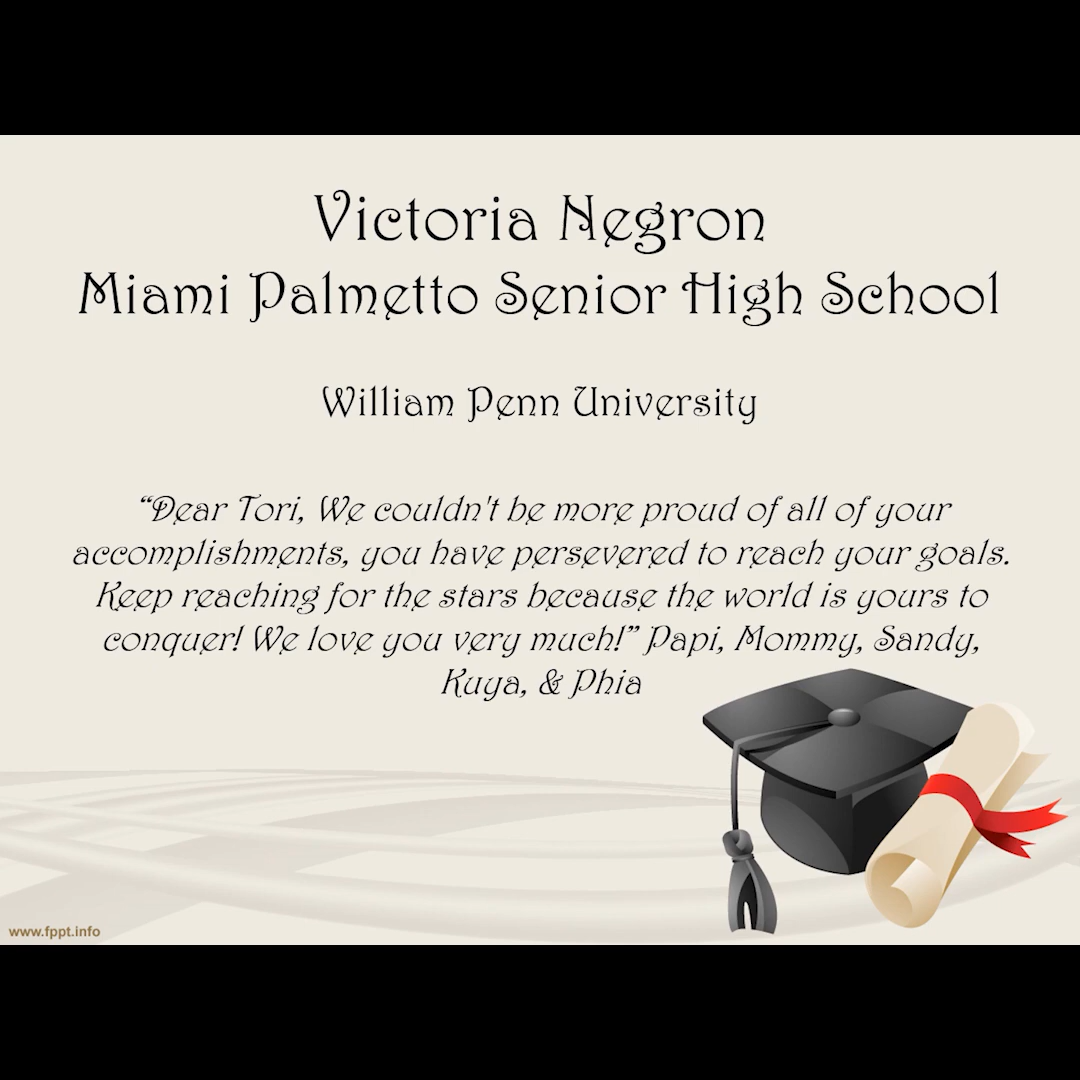 Victoria Negron
Miami Palmetto Senior High School
William Penn University
“Dear Tori, We couldn't be more proud of all of your
accomplishments, you have persevered to reach your goals.
Keep reaching for the stars because the world is yours to
conquer! We love you very much!” Papi, Mommy, Sandy,
Kuya, & Phia
www.fppt.info